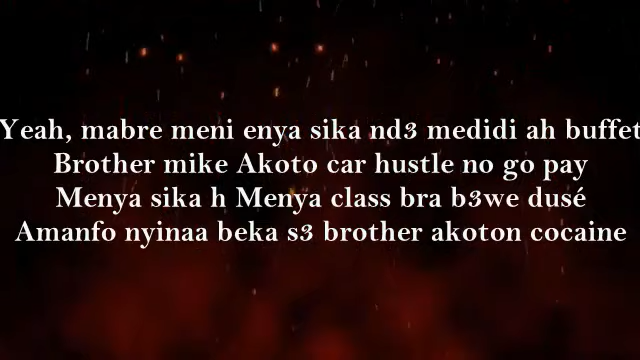 Yeah, mabre meni enya sika nd3 medidi ah buffet
Brother mike Akoto car hustle no go pay
Menya sika h Menya class bra b3we dusé
Amanfo nyinaa beka s3 brother akoton cocaine